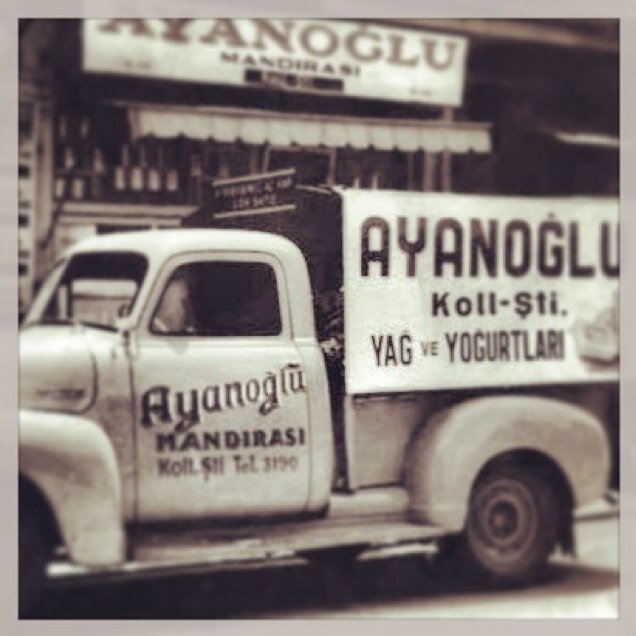 AYANOĞLU
MANDIRASI
AYANOĞLU
Koll-Şti.
YAĞ VE YOĞURTLARI
Ayanoğlu
MANDIRASI
Koll. Şti Tel. 3190